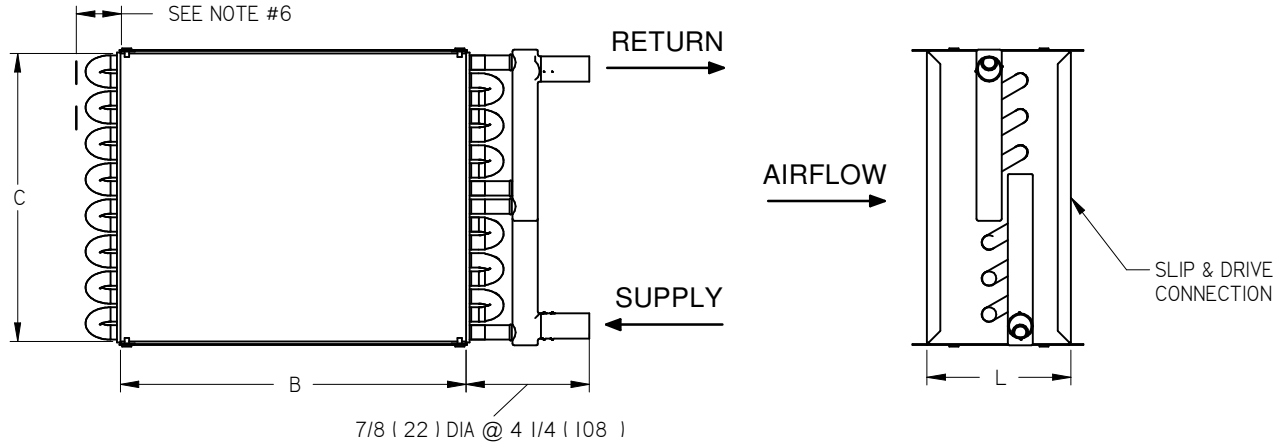 SEE NOTE #6
RETURN
AIRFLOW
C
SLIP & DRIVE
CONNECTION
SUPPLY
B
L
7/8 ( 22 ) DIA @ 4 1/4 ( 108 )